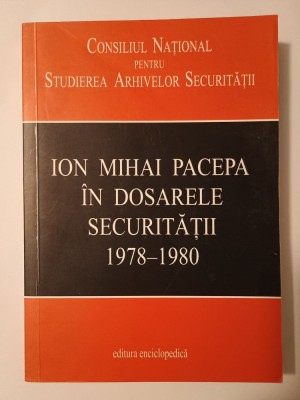 CONSILIUL NAȚIONAL
PENTRU
STUDIEREA ARHIVELOR SECURITĂȚII
ION MIHAI PACEPA
ÎN DOSARELE
SECURITĂȚII
1978–1980
editura enciclopedică